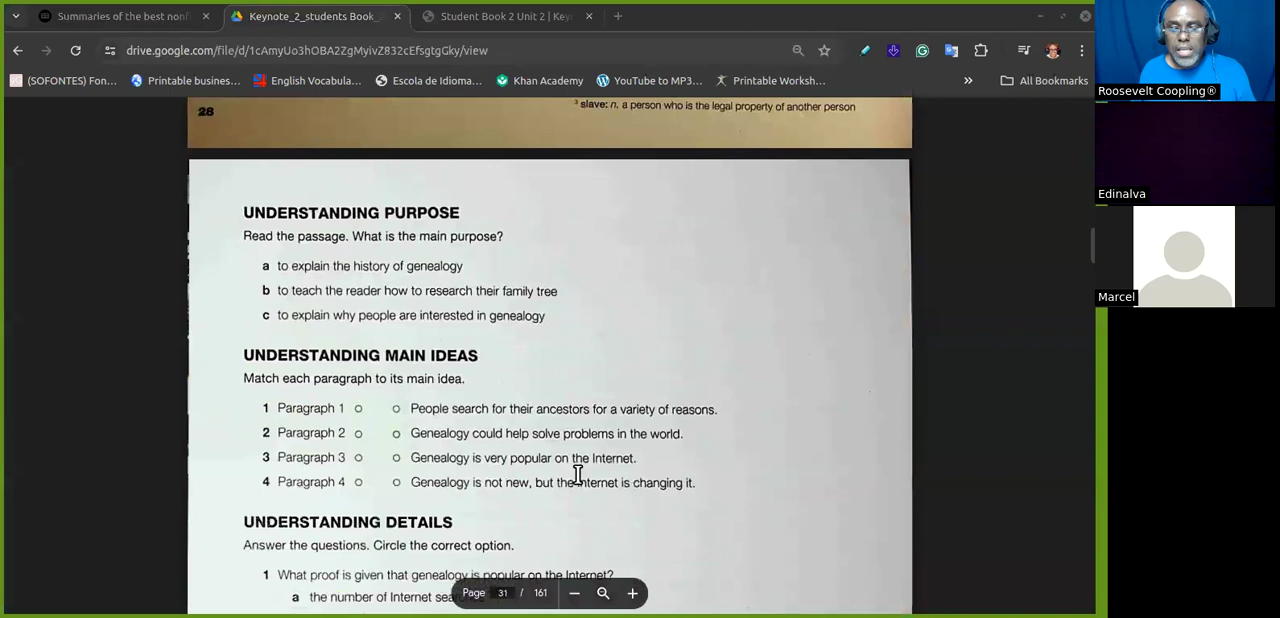 Summaries of the best nonf
Keynote_2_students Book_
Student Book 2 Unit 2 | Key
drive.google.com/file/d/1cAmyUo3hOBA2ZgMyivZ832cEfsgtgGky/view
(SOFONTES) Fon...
Printable busines...
English Vocabula...
Escola de Idioma...
Khan Academy
YouTube to MP3...
Printable Worksh...
»
All Bookmarks
Roosevelt Coopling®
Edinalva
Marcel
28
3 slave: n. a person who is the legal property of another person
UNDERSTANDING PURPOSE
Read the passage. What is the main purpose?
a to explain the history of genealogy
b to teach the reader how to research their family tree
c to explain why people are interested in genealogy
UNDERSTANDING MAIN IDEAS
Match each paragraph to its main idea.
1 Paragraph 1 People search for their ancestors for a variety of reasons.
2 Paragraph 2 Genealogy could help solve problems in the world.
3 Paragraph 3 Genealogy is very popular on the Internet.
4 Paragraph 4 Genealogy is not new, but the Internet is changing it.
UNDERSTANDING DETAILS
Answer the questions. Circle the correct option.
1 What proof is given that genealogy is popular on the Internet?
a the number of Internet sear
Page 31 / 161